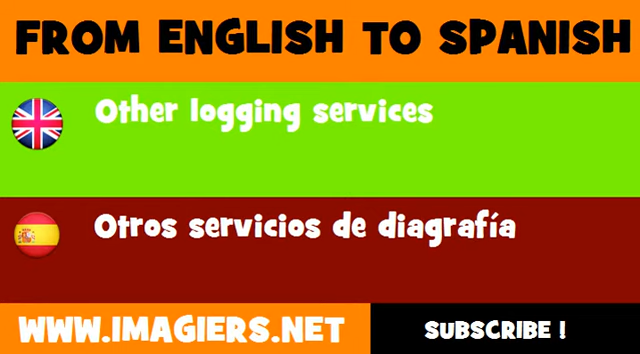 FROM ENGLISH TO SPANISH
Other logging services
Otros servicios de diagrafía
WWW.IMAGIERS.NET
SUBSCRIBE !